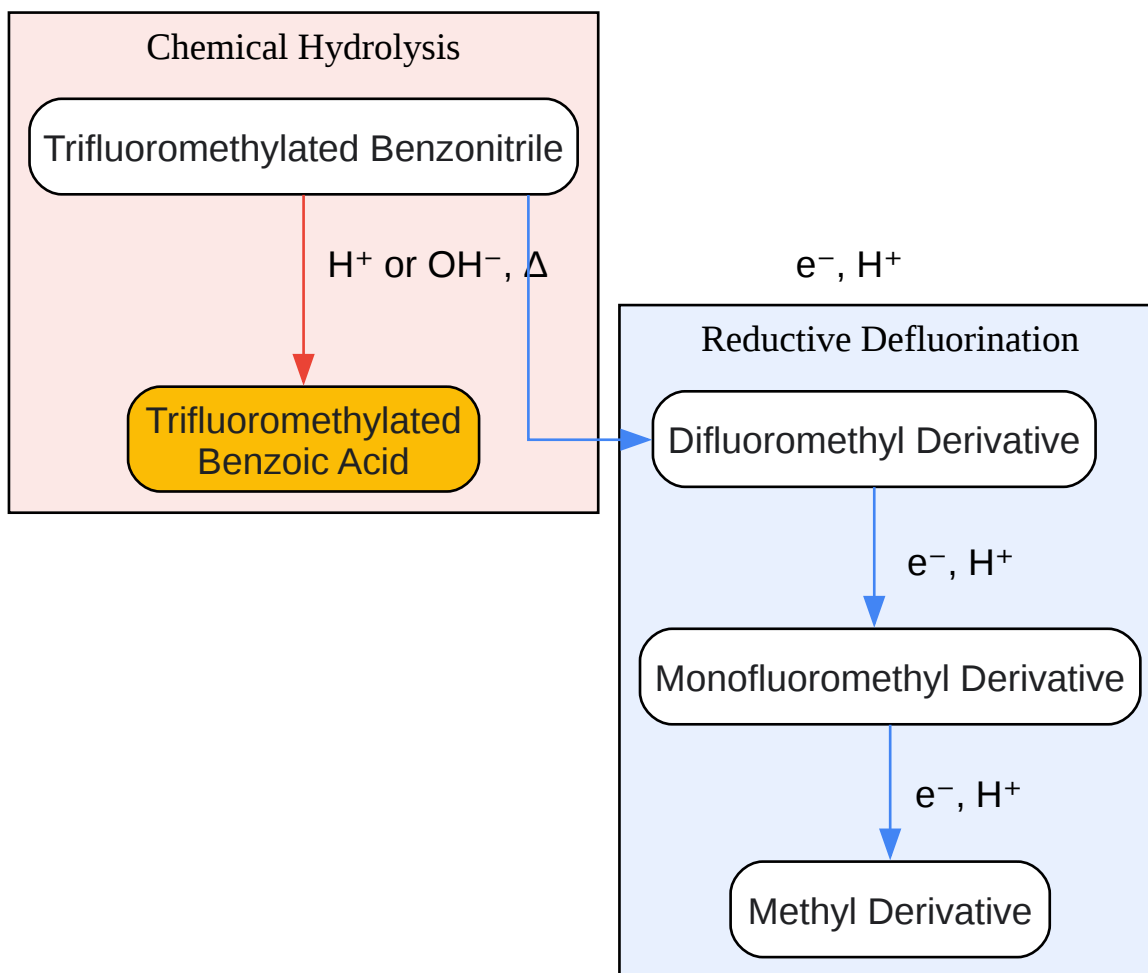 Chemical Hydrolysis
Trifluoromethylated Benzonitrile
H⁺ or OH⁻, Δ
e⁻, H⁺
Reductive Defluorination
Trifluoromethylated
Benzoic Acid
Difluoromethyl Derivative
e⁻, H⁺
Monofluoromethyl Derivative
e⁻, H⁺
Methyl Derivative